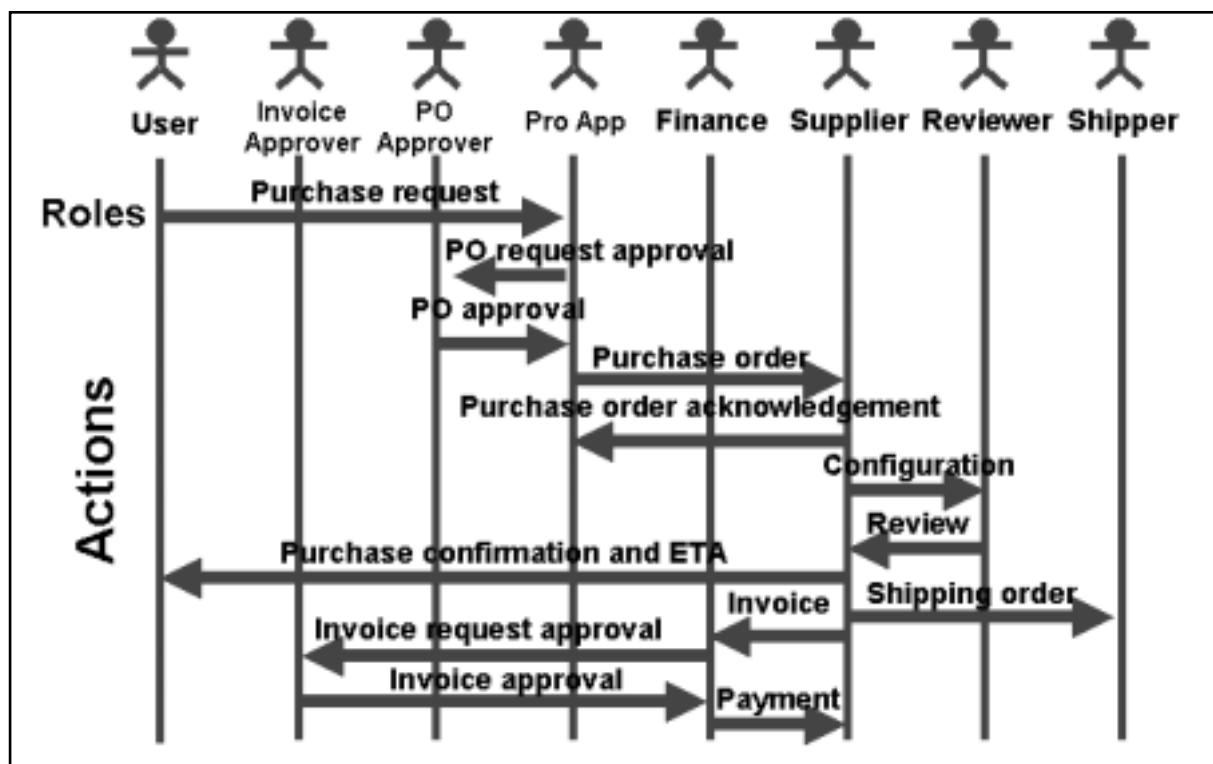 User
Invoice
Approver
PO
Approver
Pro App
Finance
Supplier
Reviewer
Shipper
Roles
Purchase request
PO request approval
PO approval
Purchase order
Purchase order acknowledgement
Actions
Configuration
Review
Purchase confirmation and ETA
Shipping order
Invoice
Invoice request approval
Invoice approval
Payment